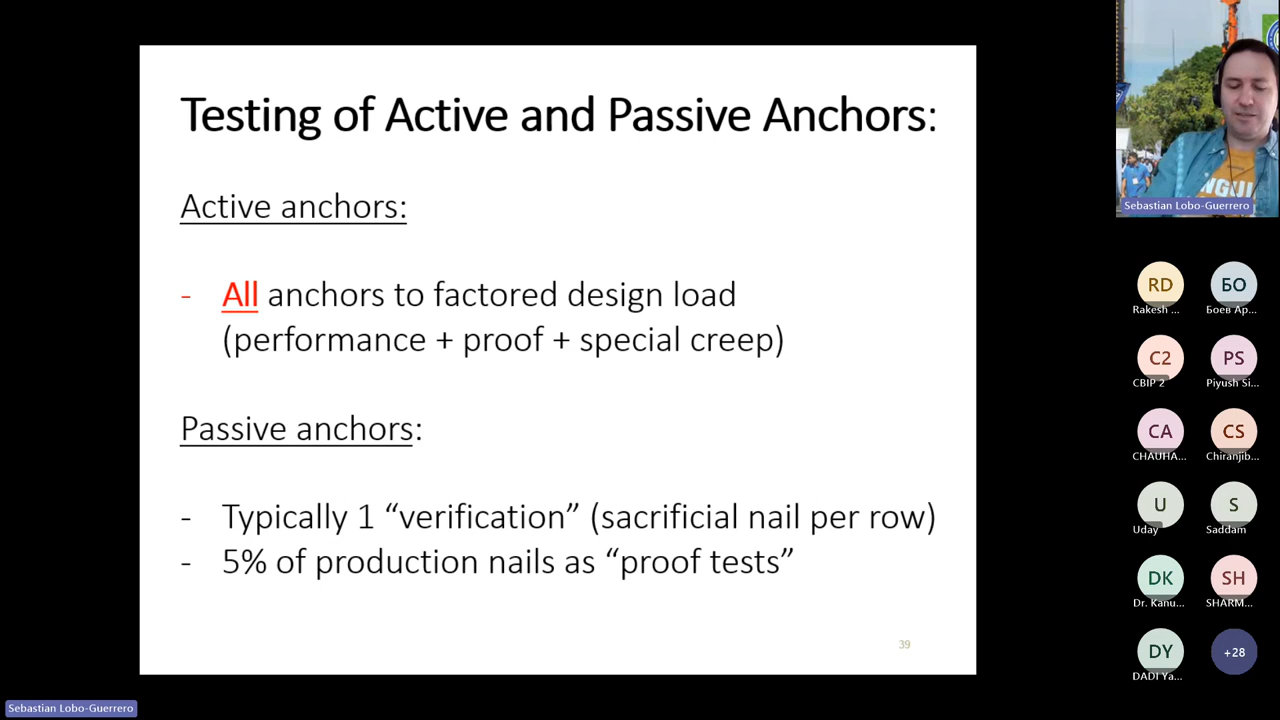 Testing of Active and Passive Anchors:
Active anchors:
- All anchors to factored design load
(performance + proof + special creep)
Passive anchors:
- Typically 1 “verification” (sacrificial nail per row)
- 5% of production nails as “proof tests”
39
NGUI
Sebastian Lobo-Guerrero
RD
БО
Rakesh ...
Боев Ар...
C2
PS
CBIP 2
Piyush Si...
CA
CS
CHAUHA...
Chiranjib...
U
S
Uday
Saddam
DK
SH
Dr. Kanu...
SHARM...
DY
+28
DADI Ya...
Sebastian Lobo-Guerrero